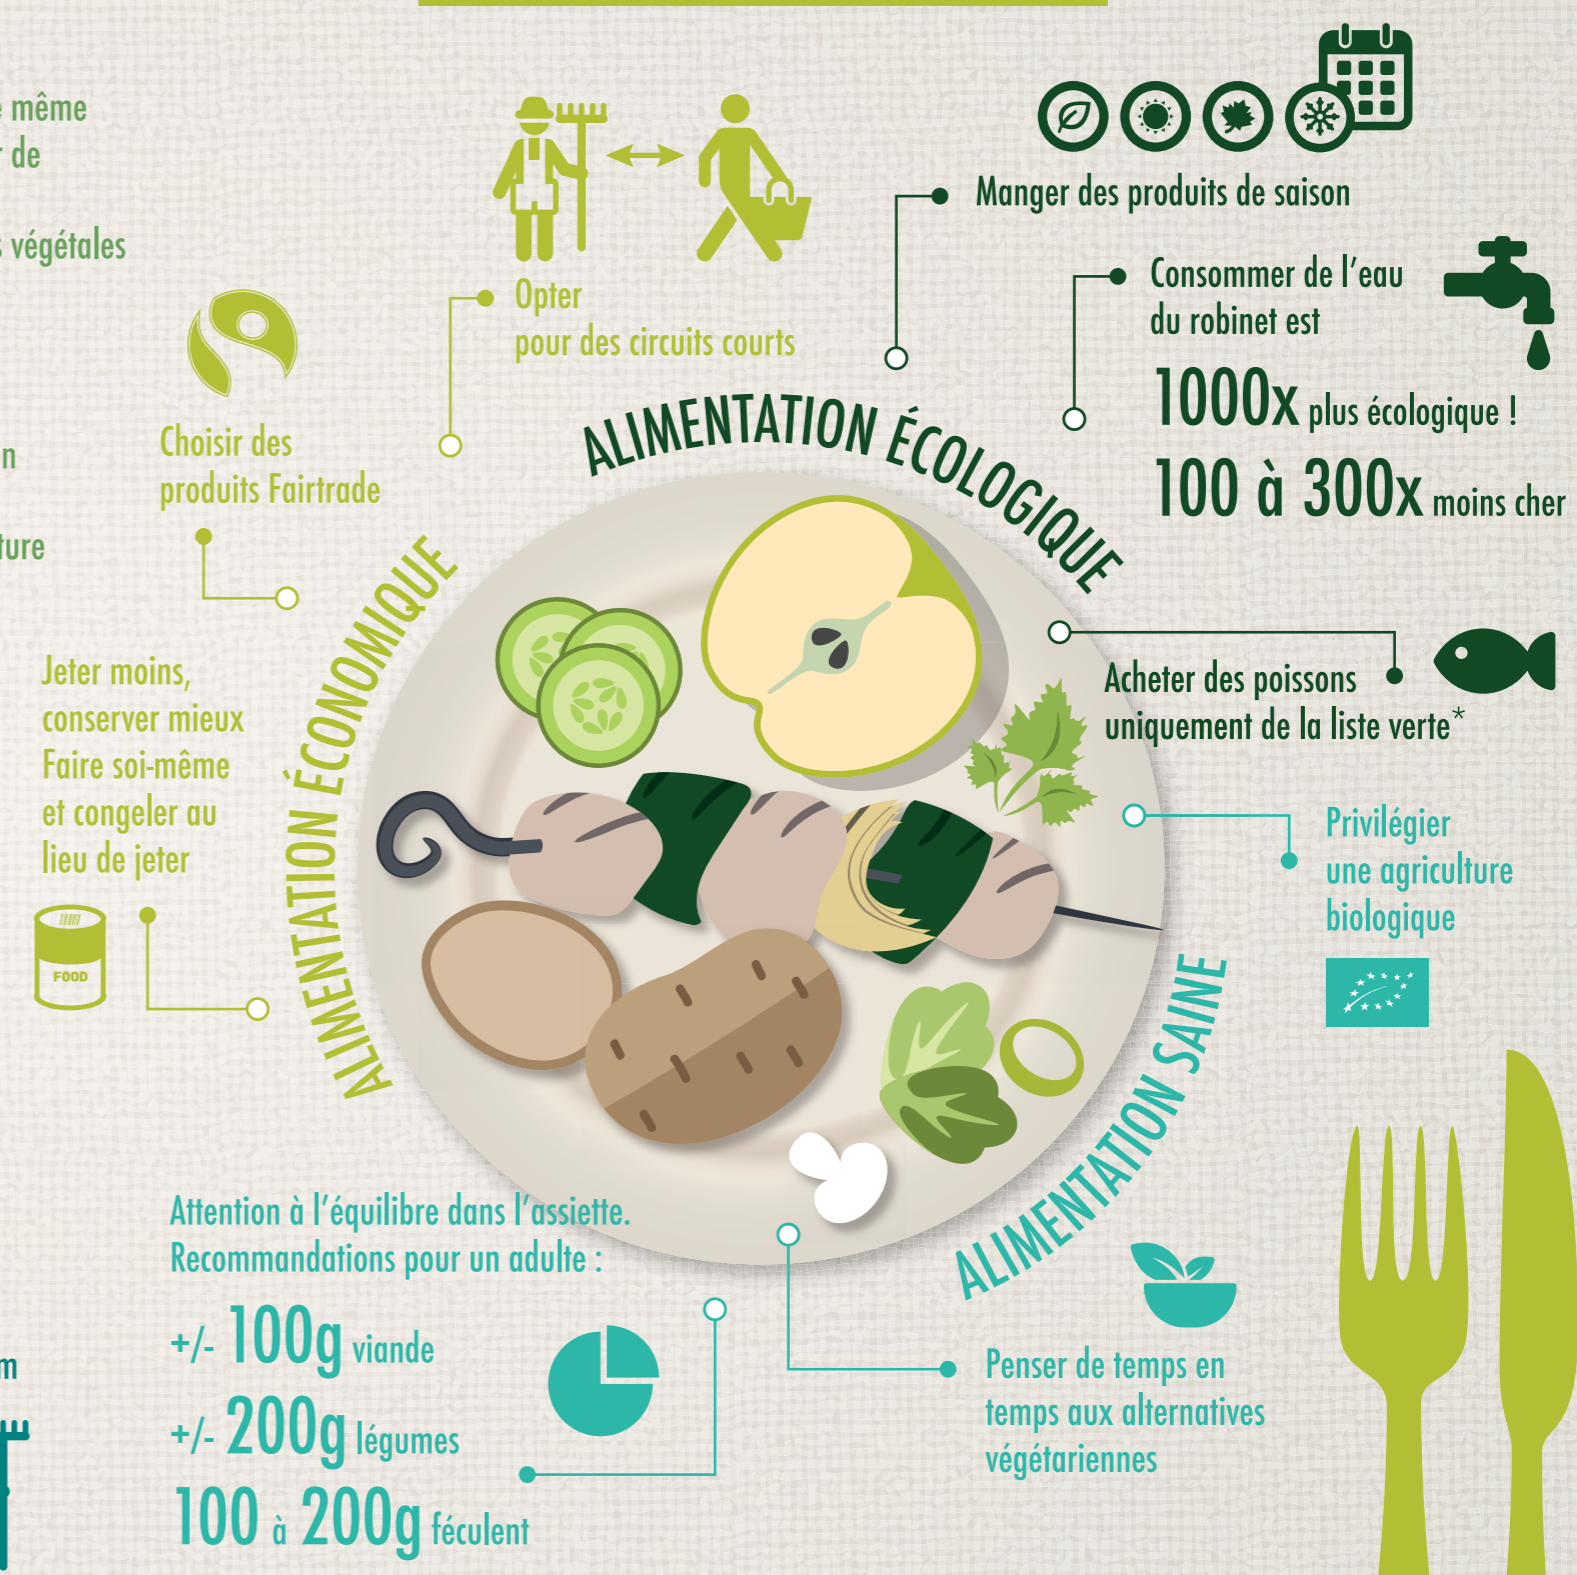 même
de
végétales
Manger des produits de saison
Consommer de l'eau
du robinet est
1000x plus écologique !
100 à 300x moins cher
Opter
pour des circuits courts
Choisir des
produits Fairtrade
ALIMENTATION ÉCOLOGIQUE
ALIMENTATION ÉCONOMIQUE
Jeter moins,
conserver mieux
Faire soi-même
et congeler au
lieu de jeter
FOOD
Acheter des poissons
uniquement de la liste verte*
Privilégier
une agriculture
biologique
ALIMENTATION SAINE
Attention à l'équilibre dans l'assiette.
Recommandations pour un adulte :
+/- 100g viande
+/- 200g légumes
100 à 200g féculent
Penser de temps en
temps aux alternatives
végétariennes